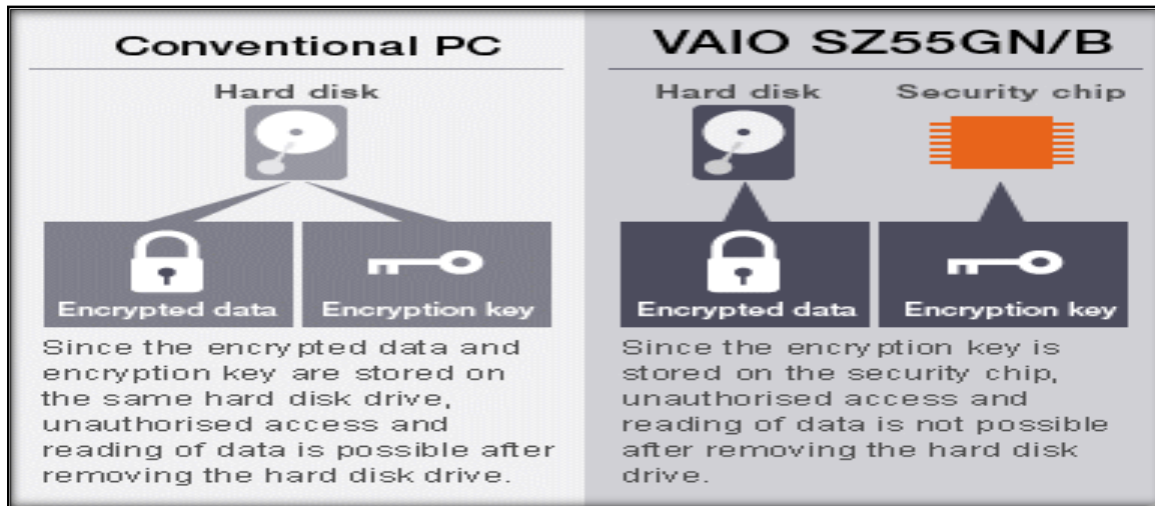 Conventional PC
Hard disk
Encrypted data
Encryption key
Since the encrypted data and
encryption key are stored on
the same hard disk drive,
unauthorised access and
reading of data is possible after
removing the hard disk drive.
VAIO SZ55GN/B
Hard disk
Security chip
Encrypted data
Encryption key
Since the encryption key is
stored on the security chip,
unauthorised access and
reading of data is not possible
after removing the hard disk
drive.